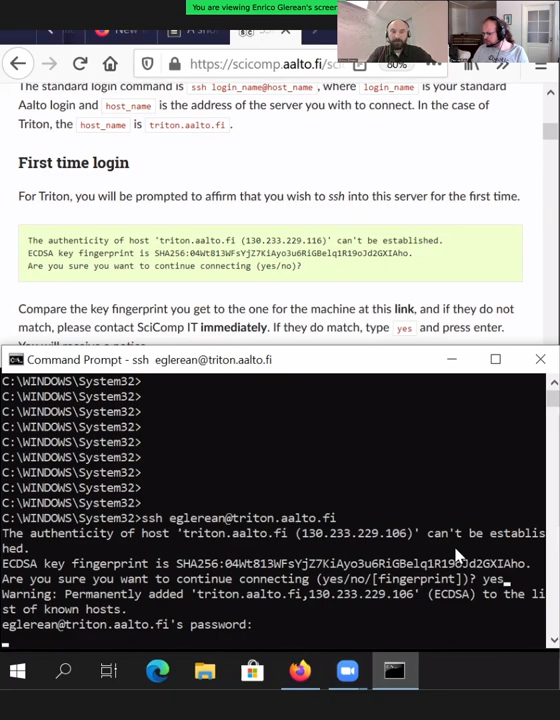 You are viewing Enrico Glerean's screen
New
A sho
https://scicomp.aalto.fi/sc
80%
The standard login command is ssh login_name@host_name , where login_name is your standard
Aalto login and host_name is the address of the server you with to connect. In the case of
Triton, the host_name is triton.aalto.fi .
First time login
For Triton, you will be prompted to affirm that you wish to ssh into this server for the first time.
The authenticity of host 'triton.aalto.fi (130.233.229.116)' can't be established.
ECDSA key fingerprint is SHA256:04Wt813WFsYjZ7KiAyo3u6RiGBelq1R19oJd2GXIAho.
Are you sure you want to continue connecting (yes/no)?
Compare the key fingerprint you get to the one for the machine at this link, and if they do not
match, please contact SciComp IT immediately. If they do match, type yes and press enter.
You will receive a notice
Command Prompt - ssh eglerean@triton.aalto.fi
C:\WINDOWS\System32>
C:\WINDOWS\System32>
C:\WINDOWS\System32>
C:\WINDOWS\System32>
C:\WINDOWS\System32>
C:\WINDOWS\System32>
C:\WINDOWS\System32>
C:\WINDOWS\System32>
C:\WINDOWS\System32>ssh eglerean@triton.aalto.fi
The authenticity of host 'triton.aalto.fi (130.233.229.106)' can't be establis
hed.
ECDSA key fingerprint is SHA256:04Wt813WFsYjZ7KiAyo3u6RiGBelq1R19oJd2GXIAho.
Are you sure you want to continue connecting (yes/no/[fingerprint])? yes
Warning: Permanently added 'triton.aalto.fi,130.233.229.106' (ECDSA) to the li
st of known hosts.
eglerean@triton.aalto.fi's password: